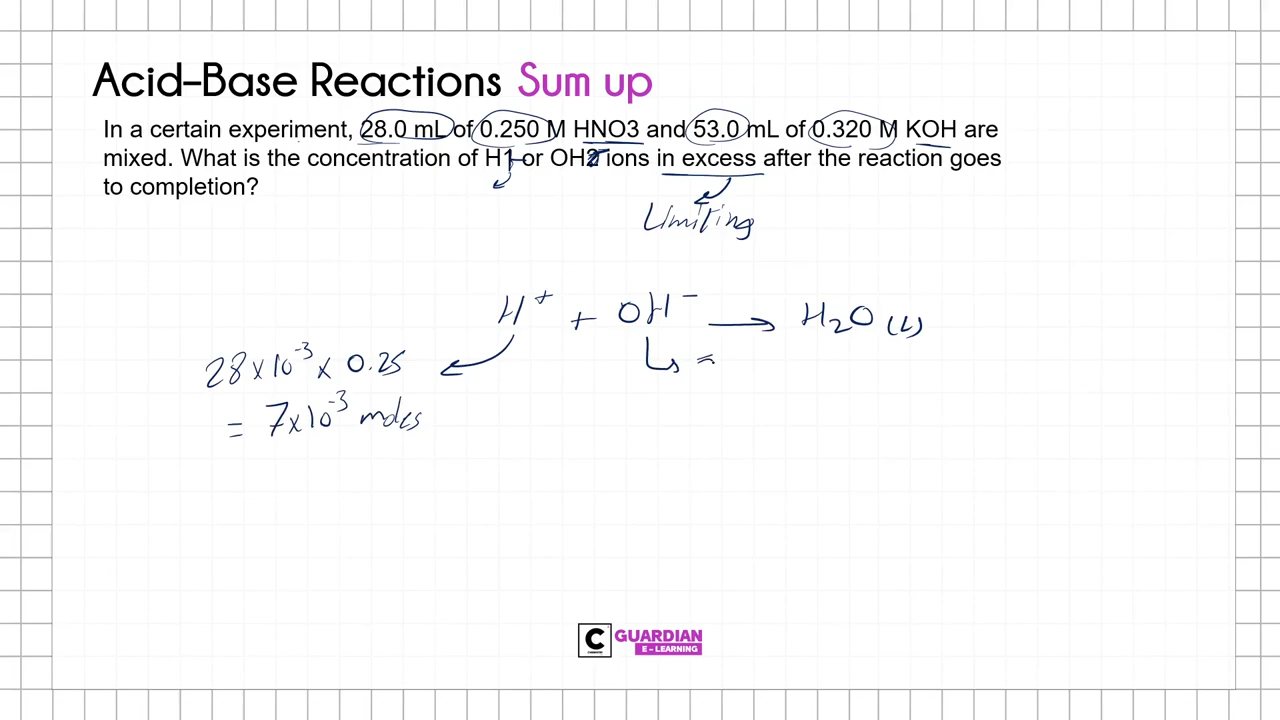 Acid–Base Reactions Sum up
In a certain experiment, 28.0 mL of 0.250 M HNO3 and 53.0 mL of 0.320 M KOH are
mixed. What is the concentration of H1 or OH2 ions in excess after the reaction goes
to completion?
Limiting
H⁺ + OH⁻ → H₂O (L)
28 × 10⁻³ × 0.25
= 7 × 10⁻³ moles
=
C GUARDIAN
E - LEARNING